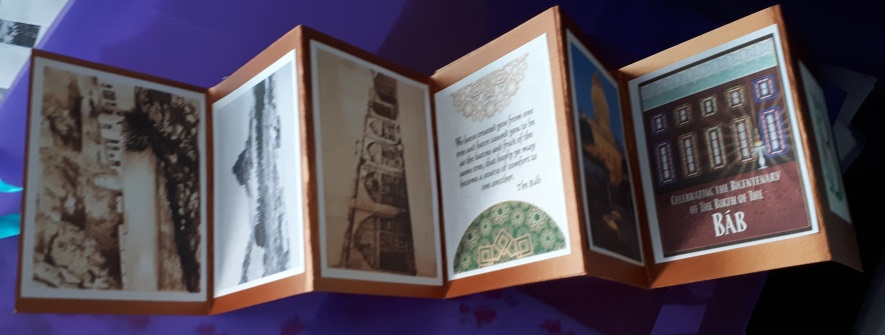 We have created you from one
tree and have caused you to be
as the leaves and fruit of the
same tree, that haply ye may
become a source of comfort to
one another.
The Báb
CELEBRATING THE BICENTENARY
OF THE BIRTH OF THE
BÁB